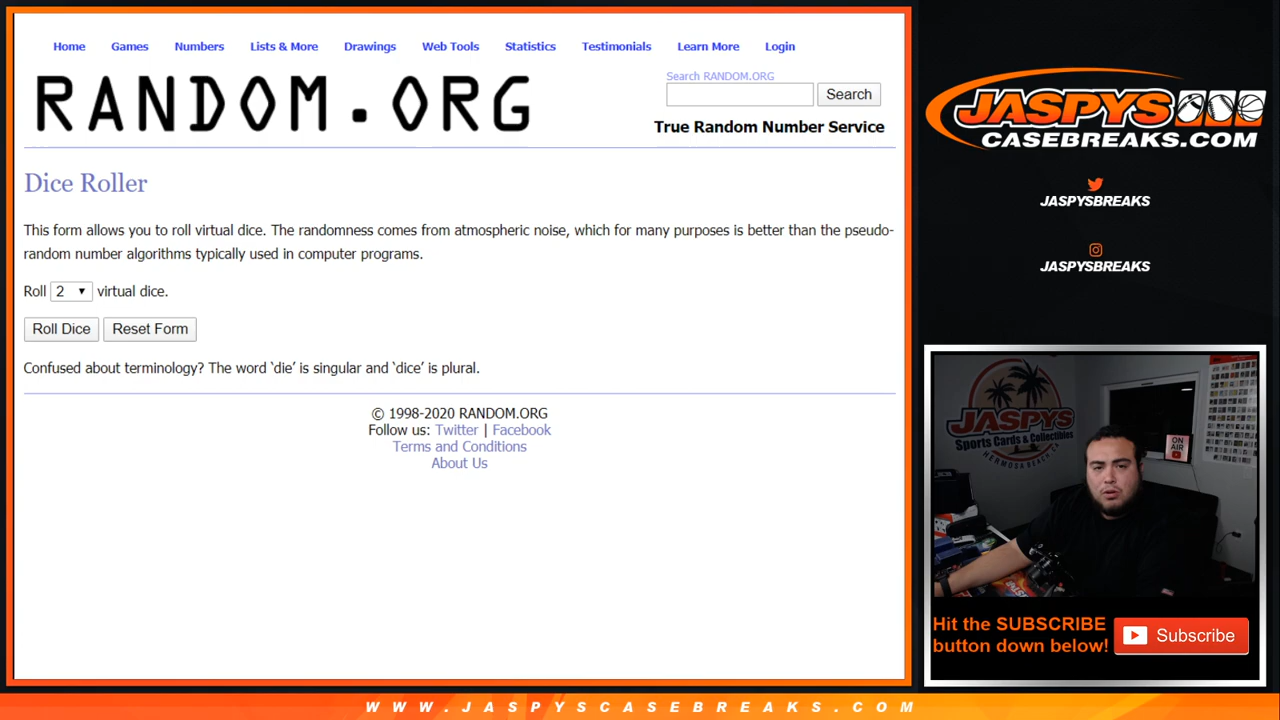 Home Games Numbers Lists & More Drawings Web Tools Statistics Testimonials Learn More Login
RANDOM.ORG
Search RANDOM.ORG
Search
True Random Number Service
Dice Roller
This form allows you to roll virtual dice. The randomness comes from atmospheric noise, which for many purposes is better than the pseudo-
random number algorithms typically used in computer programs.
Roll 2 virtual dice.
Roll Dice Reset Form
Confused about terminology? The word ‘die’ is singular and ‘dice’ is plural.
© 1998-2020 RANDOM.ORG
Follow us: Twitter | Facebook
Terms and Conditions
About Us
JASPYS
CASEBREAKS.COM
JASPYSBREAKS
JASPYSBREAKS
JASPYS
Sports Cards & Collectibles
HERMOSA BEACH, CA
ON
AIR
Hit the SUBSCRIBE
button down below!
Subscribe
WWW.JASPYSCASEBREAKS.COM